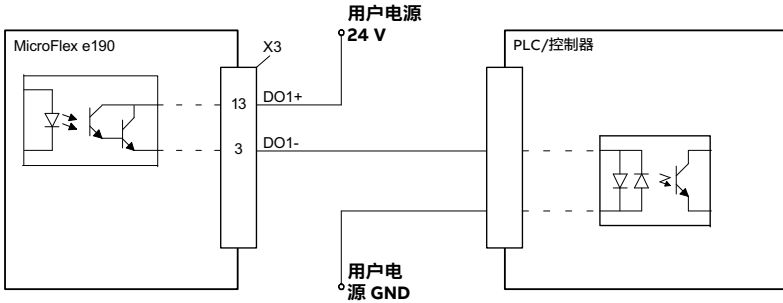 用户电源
24 V
MicroFlex e190
X3
PLC/控制器
13
DO1+
3
DO1-
用户电
源 GND